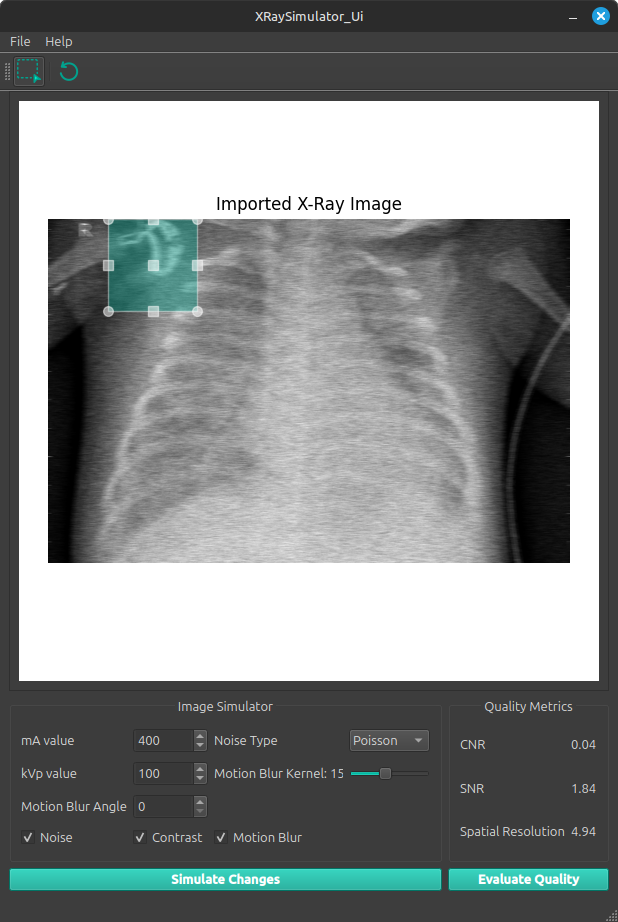 XRaySimulator_Ui
File Help
Imported X-Ray Image
R
Image Simulator
mA value 400 Noise Type Poisson
kVp value 100 Motion Blur Kernel: 15
Motion Blur Angle 0
Noise Contrast Motion Blur
Simulate Changes
Quality Metrics
CNR 0.04
SNR 1.84
Spatial Resolution 4.94
Evaluate Quality